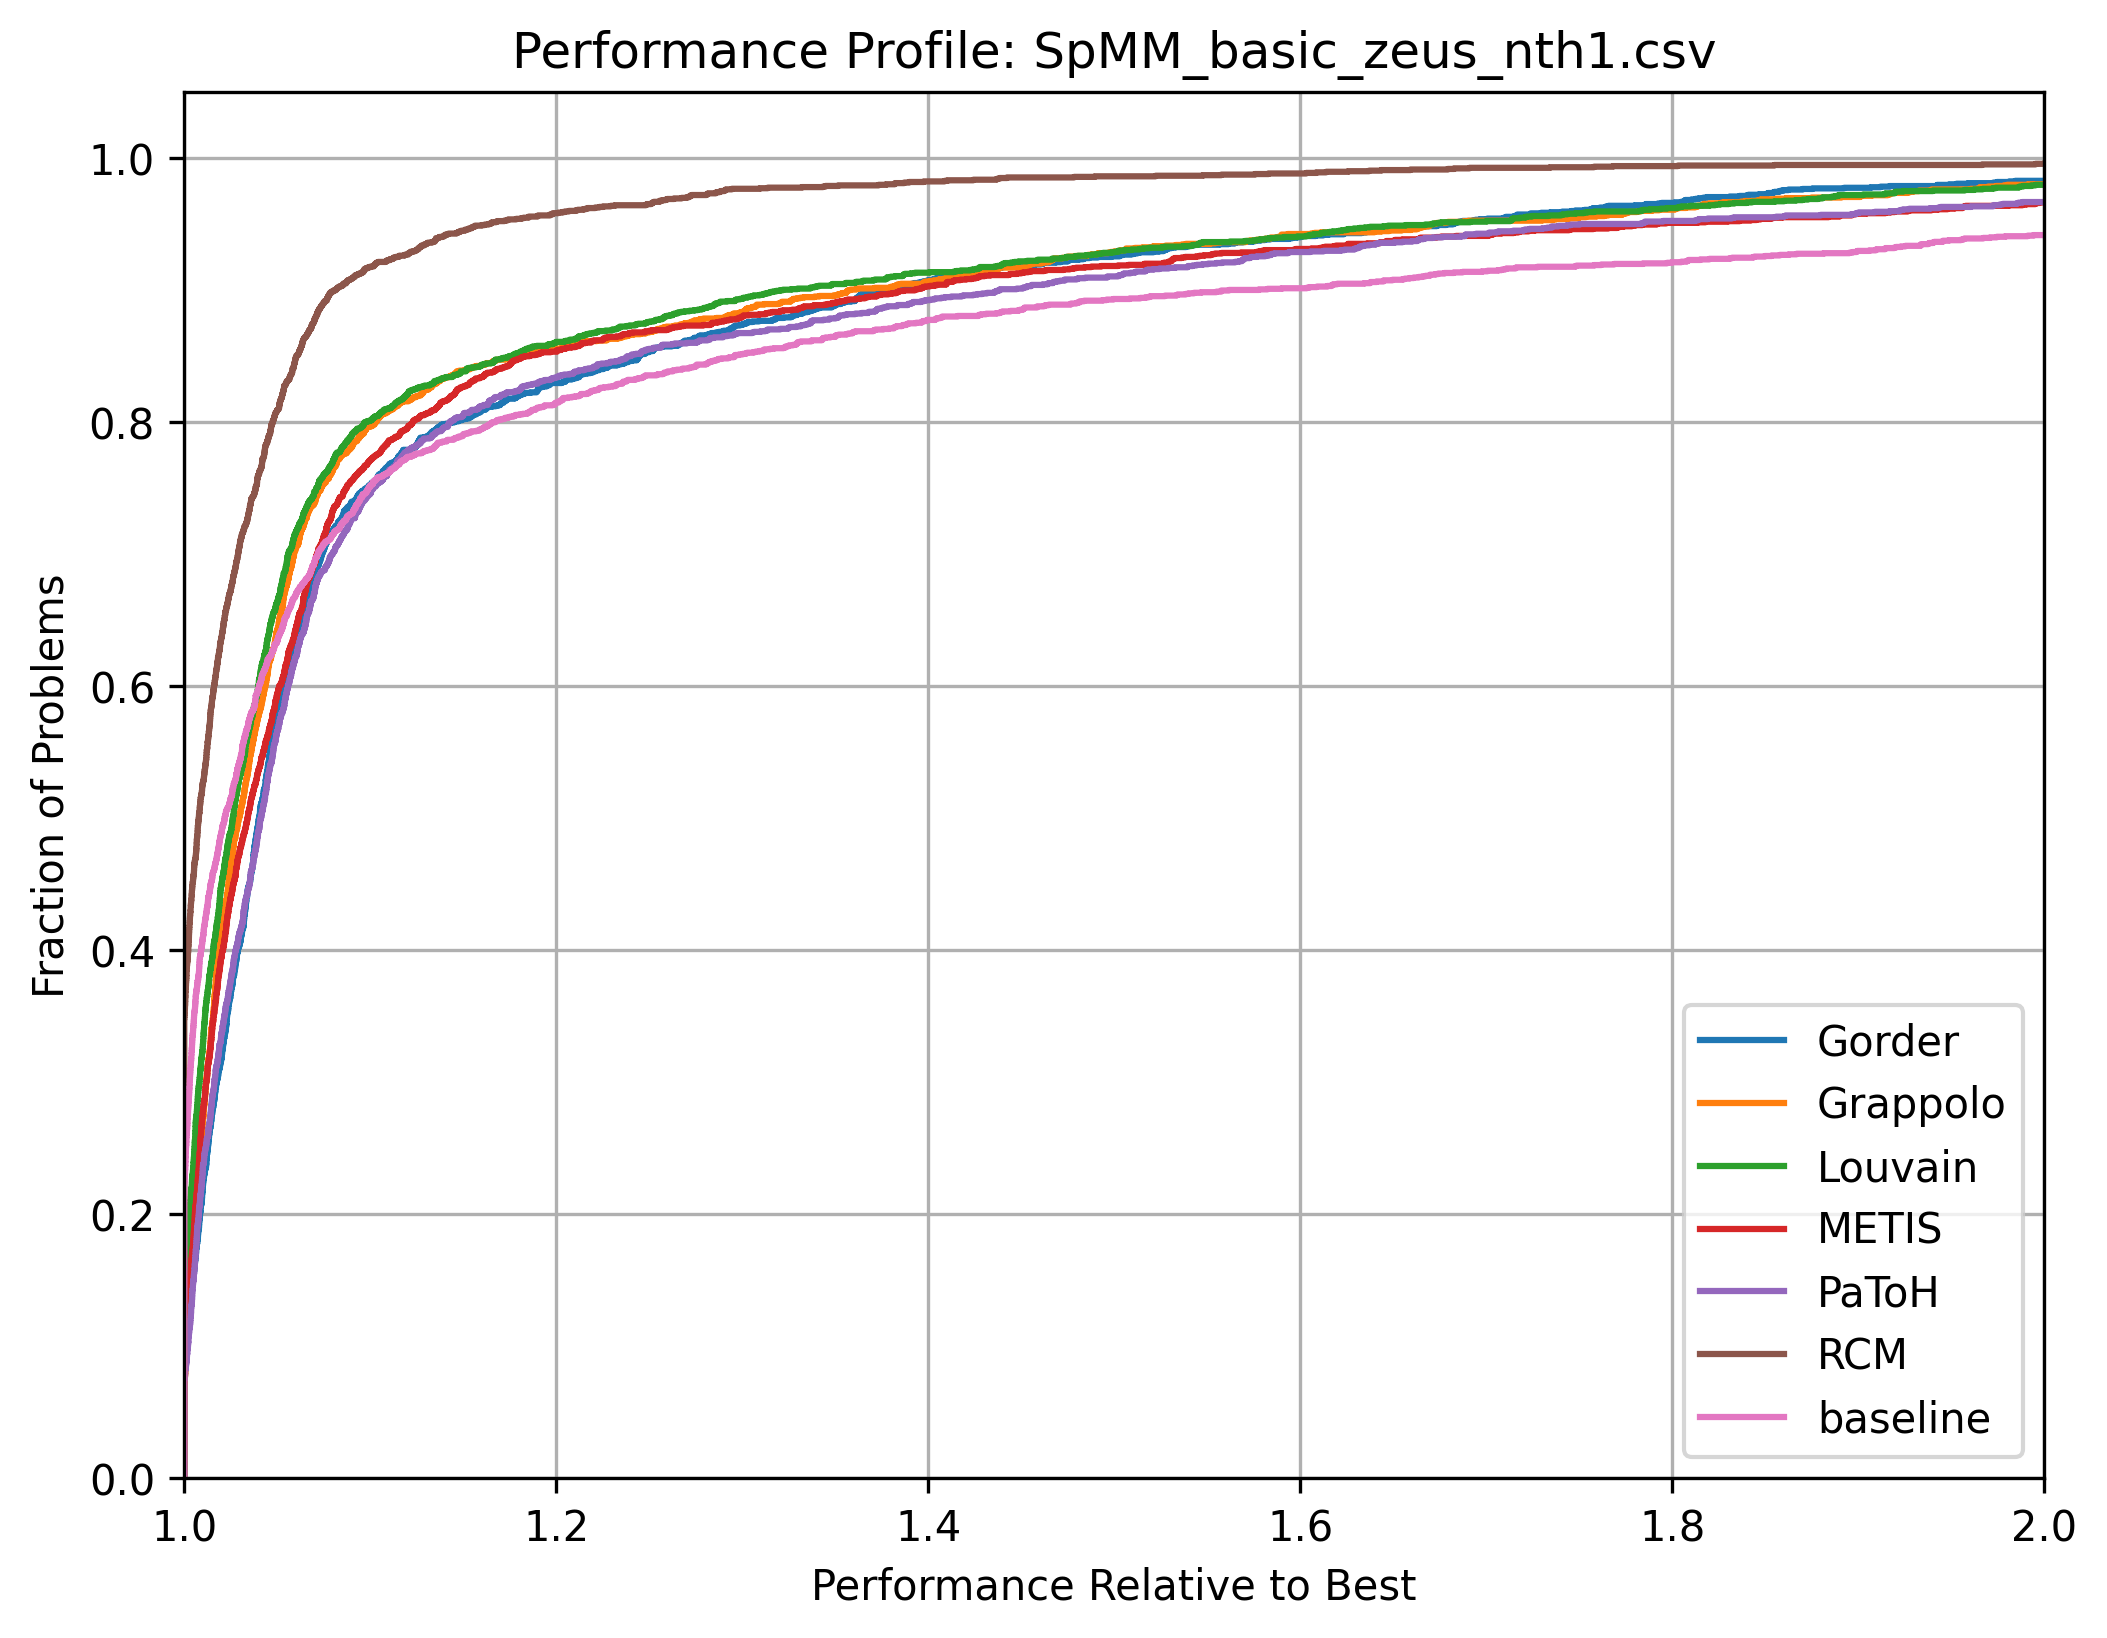 Performance Profile: SpMM_basic_zeus_nth1.csv
Fraction of Problems
1.0
0.8
0.6
0.4
0.2
0.0
1.0 1.2 1.4 1.6 1.8 2.0
Performance Relative to Best
Gorder
Grappolo
Louvain
METIS
PaToH
RCM
baseline